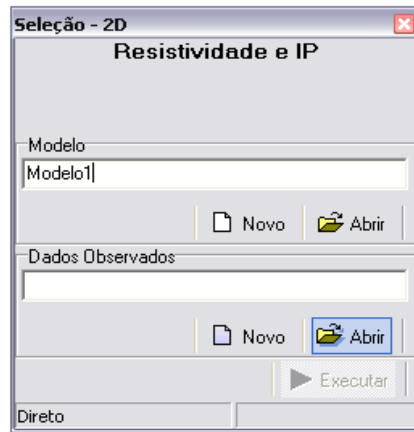 Seleção - 2D
Resistividade e IP
Modelo
Modelo1
Novo Abrir
Dados Observados
Novo Abrir
Executar
Direto